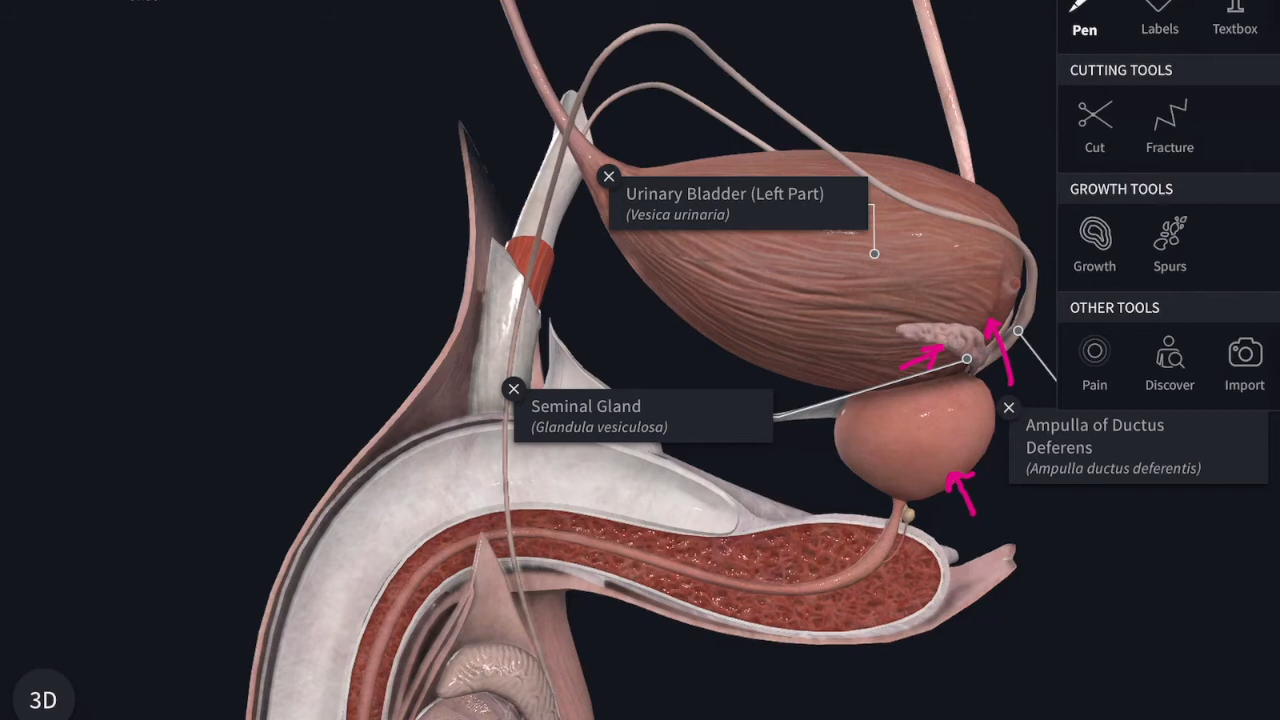 Pen
Labels
Textbox
CUTTING TOOLS
Cut
Fracture
GROWTH TOOLS
Growth
Spurs
OTHER TOOLS
Pain
Discover
Import
Urinary Bladder (Left Part)
(Vesica urinaria)
Seminal Gland
(Glandula vesiculosa)
Ampulla of Ductus
Deferens
(Ampulla ductus deferentis)
3D